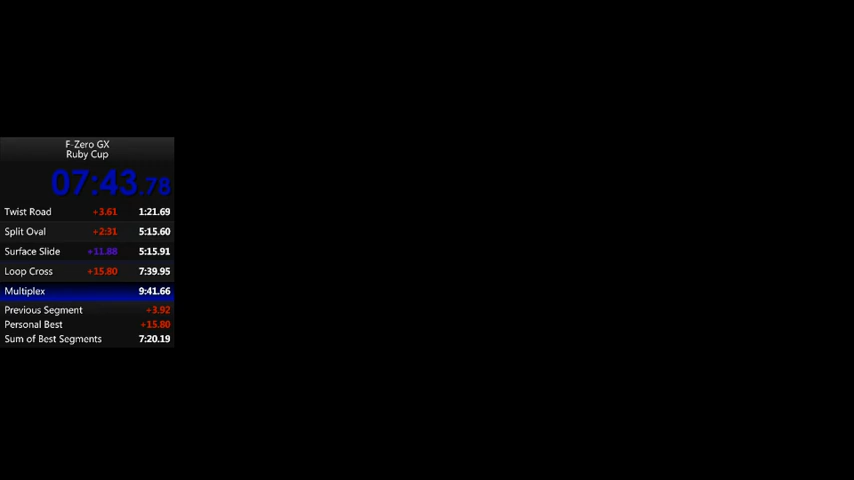 F-Zero GX
Ruby Cup
07:43.78
Twist Road +3.61 1:21.69
Split Oval +2:31 5:15.60
Surface Slide +11.88 5:15.91
Loop Cross +15.80 7:39.95
Multiplex 9:41.66
Previous Segment +3.92
Personal Best +15.80
Sum of Best Segments 7:20.19